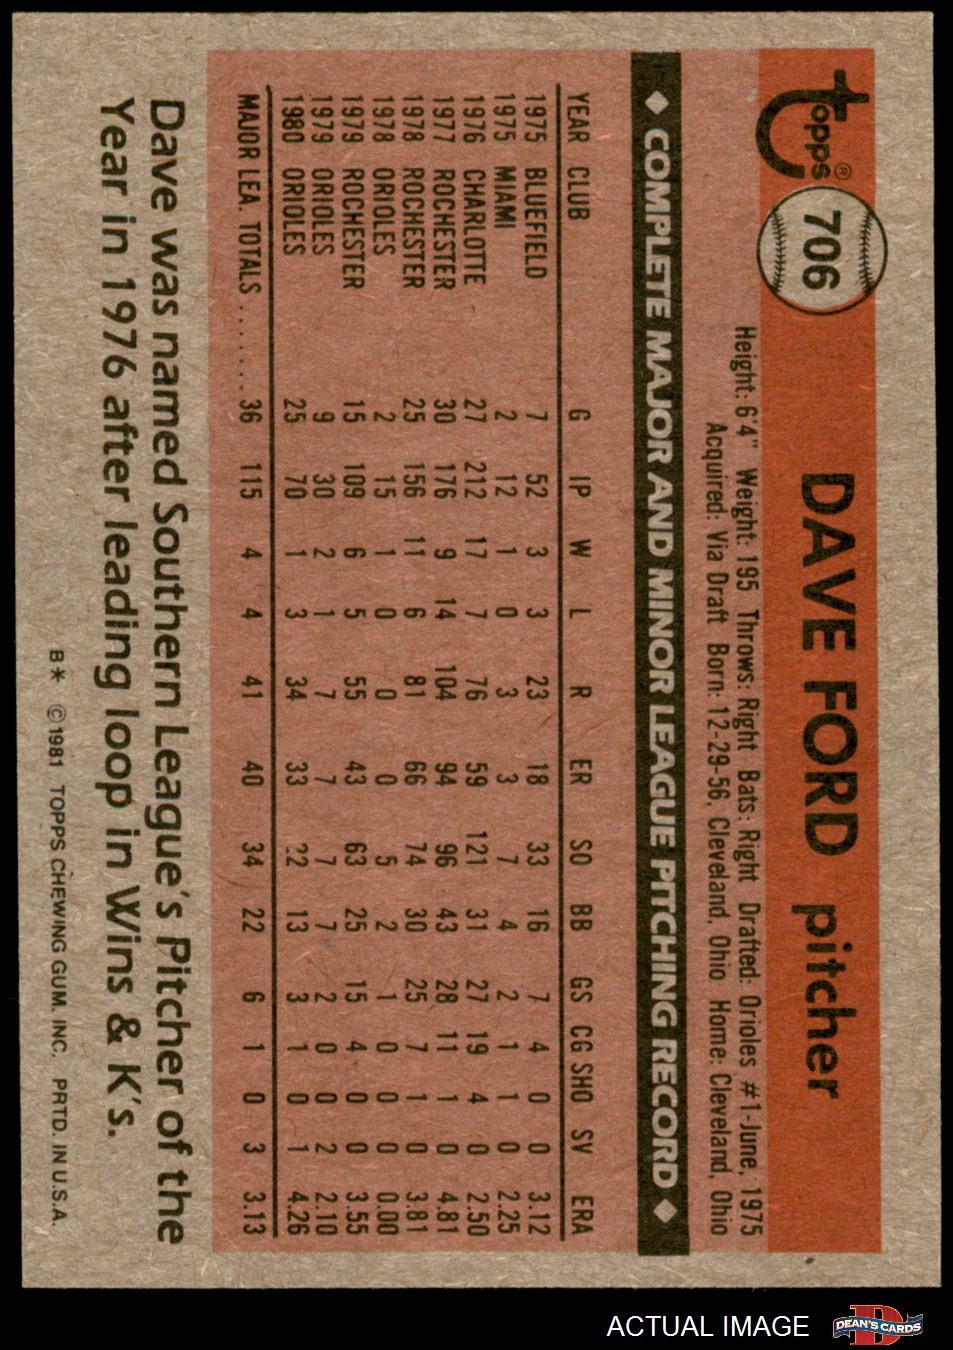 Topps®
706
DAVE FORD pitcher
Height: 6'4" Weight: 195 Throws: Right Bats: Right Drafted: Orioles #1-June, 1975
Acquired: Via Draft Born: 12-29-56, Cleveland, Ohio Home: Cleveland, Ohio
◆ COMPLETE MAJOR AND MINOR LEAGUE PITCHING RECORD ◆
YEAR CLUB G IP W L R ER SO BB GS CG SHO SV ERA
1975 BLUEFIELD 7 52 3 3 23 18 33 16 7 4 0 0 3.12
1975 MIAMI 2 12 1 0 3 3 7 4 2 1 1 0 2.25
1976 CHARLOTTE 27 212 17 7 76 59 121 31 27 19 4 0 2.50
1977 ROCHESTER 30 176 9 14 104 94 96 43 28 11 1 0 4.81
1978 ROCHESTER 25 156 11 6 81 66 74 30 25 7 1 0 3.81
1978 ORIOLES 2 15 1 0 0 0 5 2 1 0 0 0 0.00
1979 ROCHESTER 15 109 6 5 55 43 63 25 15 4 0 0 3.55
1979 ORIOLES 9 30 2 1 7 7 7 7 2 0 0 2 2.10
1980 ORIOLES 25 70 1 3 34 33 22 13 3 1 0 1 4.26
MAJOR LEA. TOTALS ........ 36 115 4 4 41 40 34 22 6 1 0 3 3.13
Dave was named Southern League's Pitcher of the
Year in 1976 after leading loop in Wins & K's.
B* ©1981 TOPPS CHEWING GUM, INC. PRTD. IN U.S.A.
ACTUAL IMAGE
D
DEAN'S CARDS